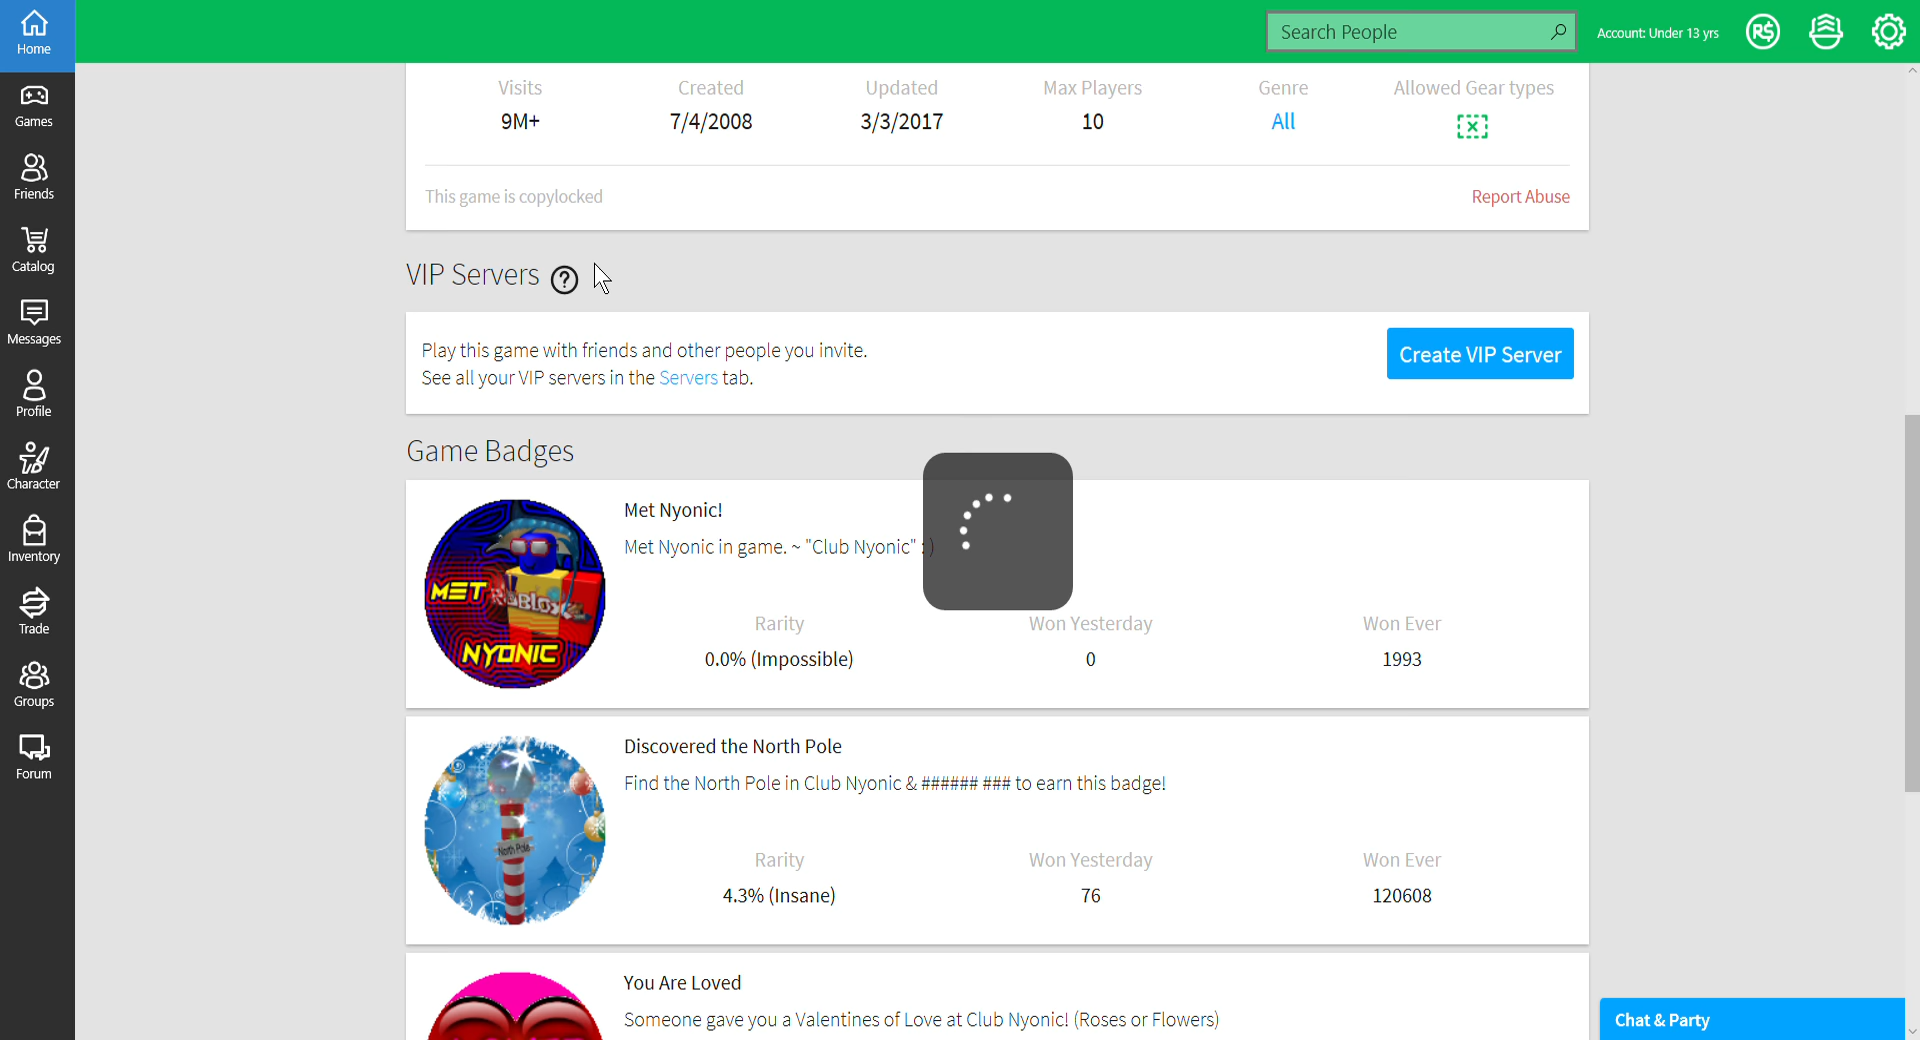 Home
Search People
Account: Under 13 yrs
R$
Games
Friends
Catalog
Messages
Profile
Character
Inventory
Trade
Groups
Forum
Visits
Created
Updated
Max Players
Genre
Allowed Gear types
9M+
7/4/2008
3/3/2017
10
All
This game is copylocked
Report Abuse
VIP Servers ?
Play this game with friends and other people you invite.
See all your VIP servers in the Servers tab.
Create VIP Server
Game Badges
MET
ROBLOX
NYONIC
Met Nyonic!
Met Nyonic in game. ~ "Club Nyonic" : )
Rarity
Won Yesterday
Won Ever
0.0% (Impossible)
0
1993
North Pole
Discovered the North Pole
Find the North Pole in Club Nyonic & ###### ### to earn this badge!
Rarity
Won Yesterday
Won Ever
4.3% (Insane)
76
120608
You Are Loved
Someone gave you a Valentines of Love at Club Nyonic! (Roses or Flowers)
Chat & Party